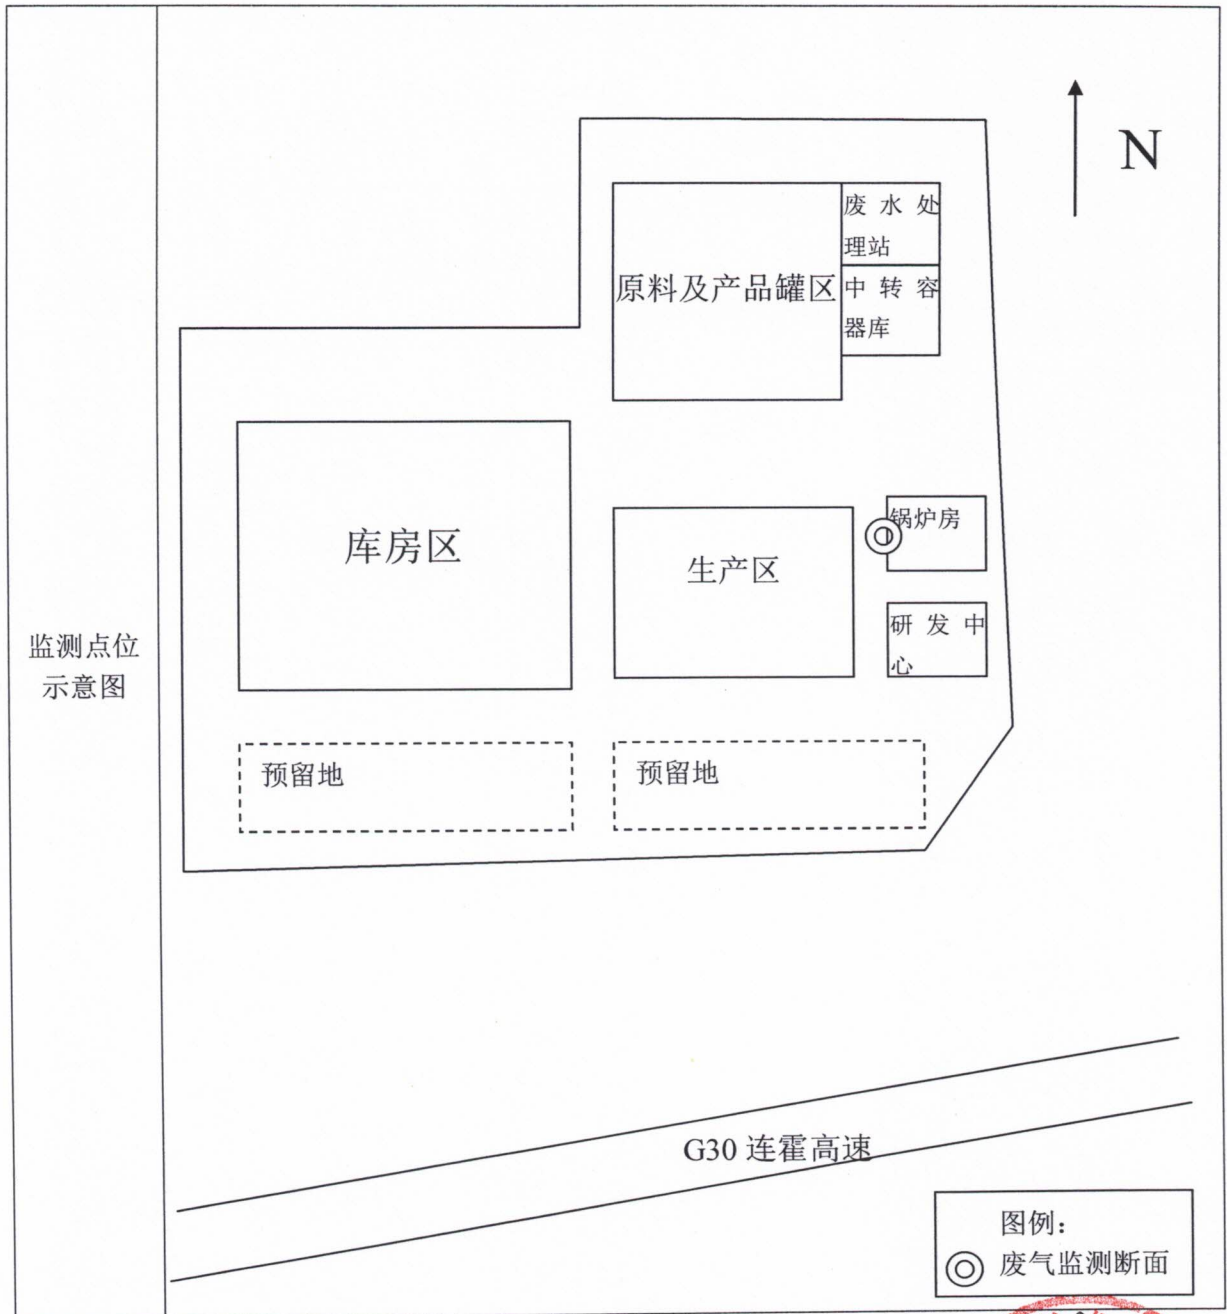 N
废水处
理站
原料及产品罐区
中转容
器库
库房区
生产区
锅炉房
研发中
心
监测点位
示意图
预留地
预留地
G30 连霍高速
图例：
废气监测断面